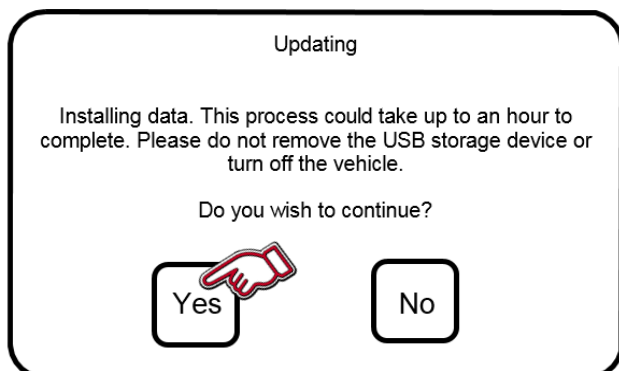 Updating
Installing data. This process could take up to an hour to
complete. Please do not remove the USB storage device or
turn off the vehicle.
Do you wish to continue?
Yes
No